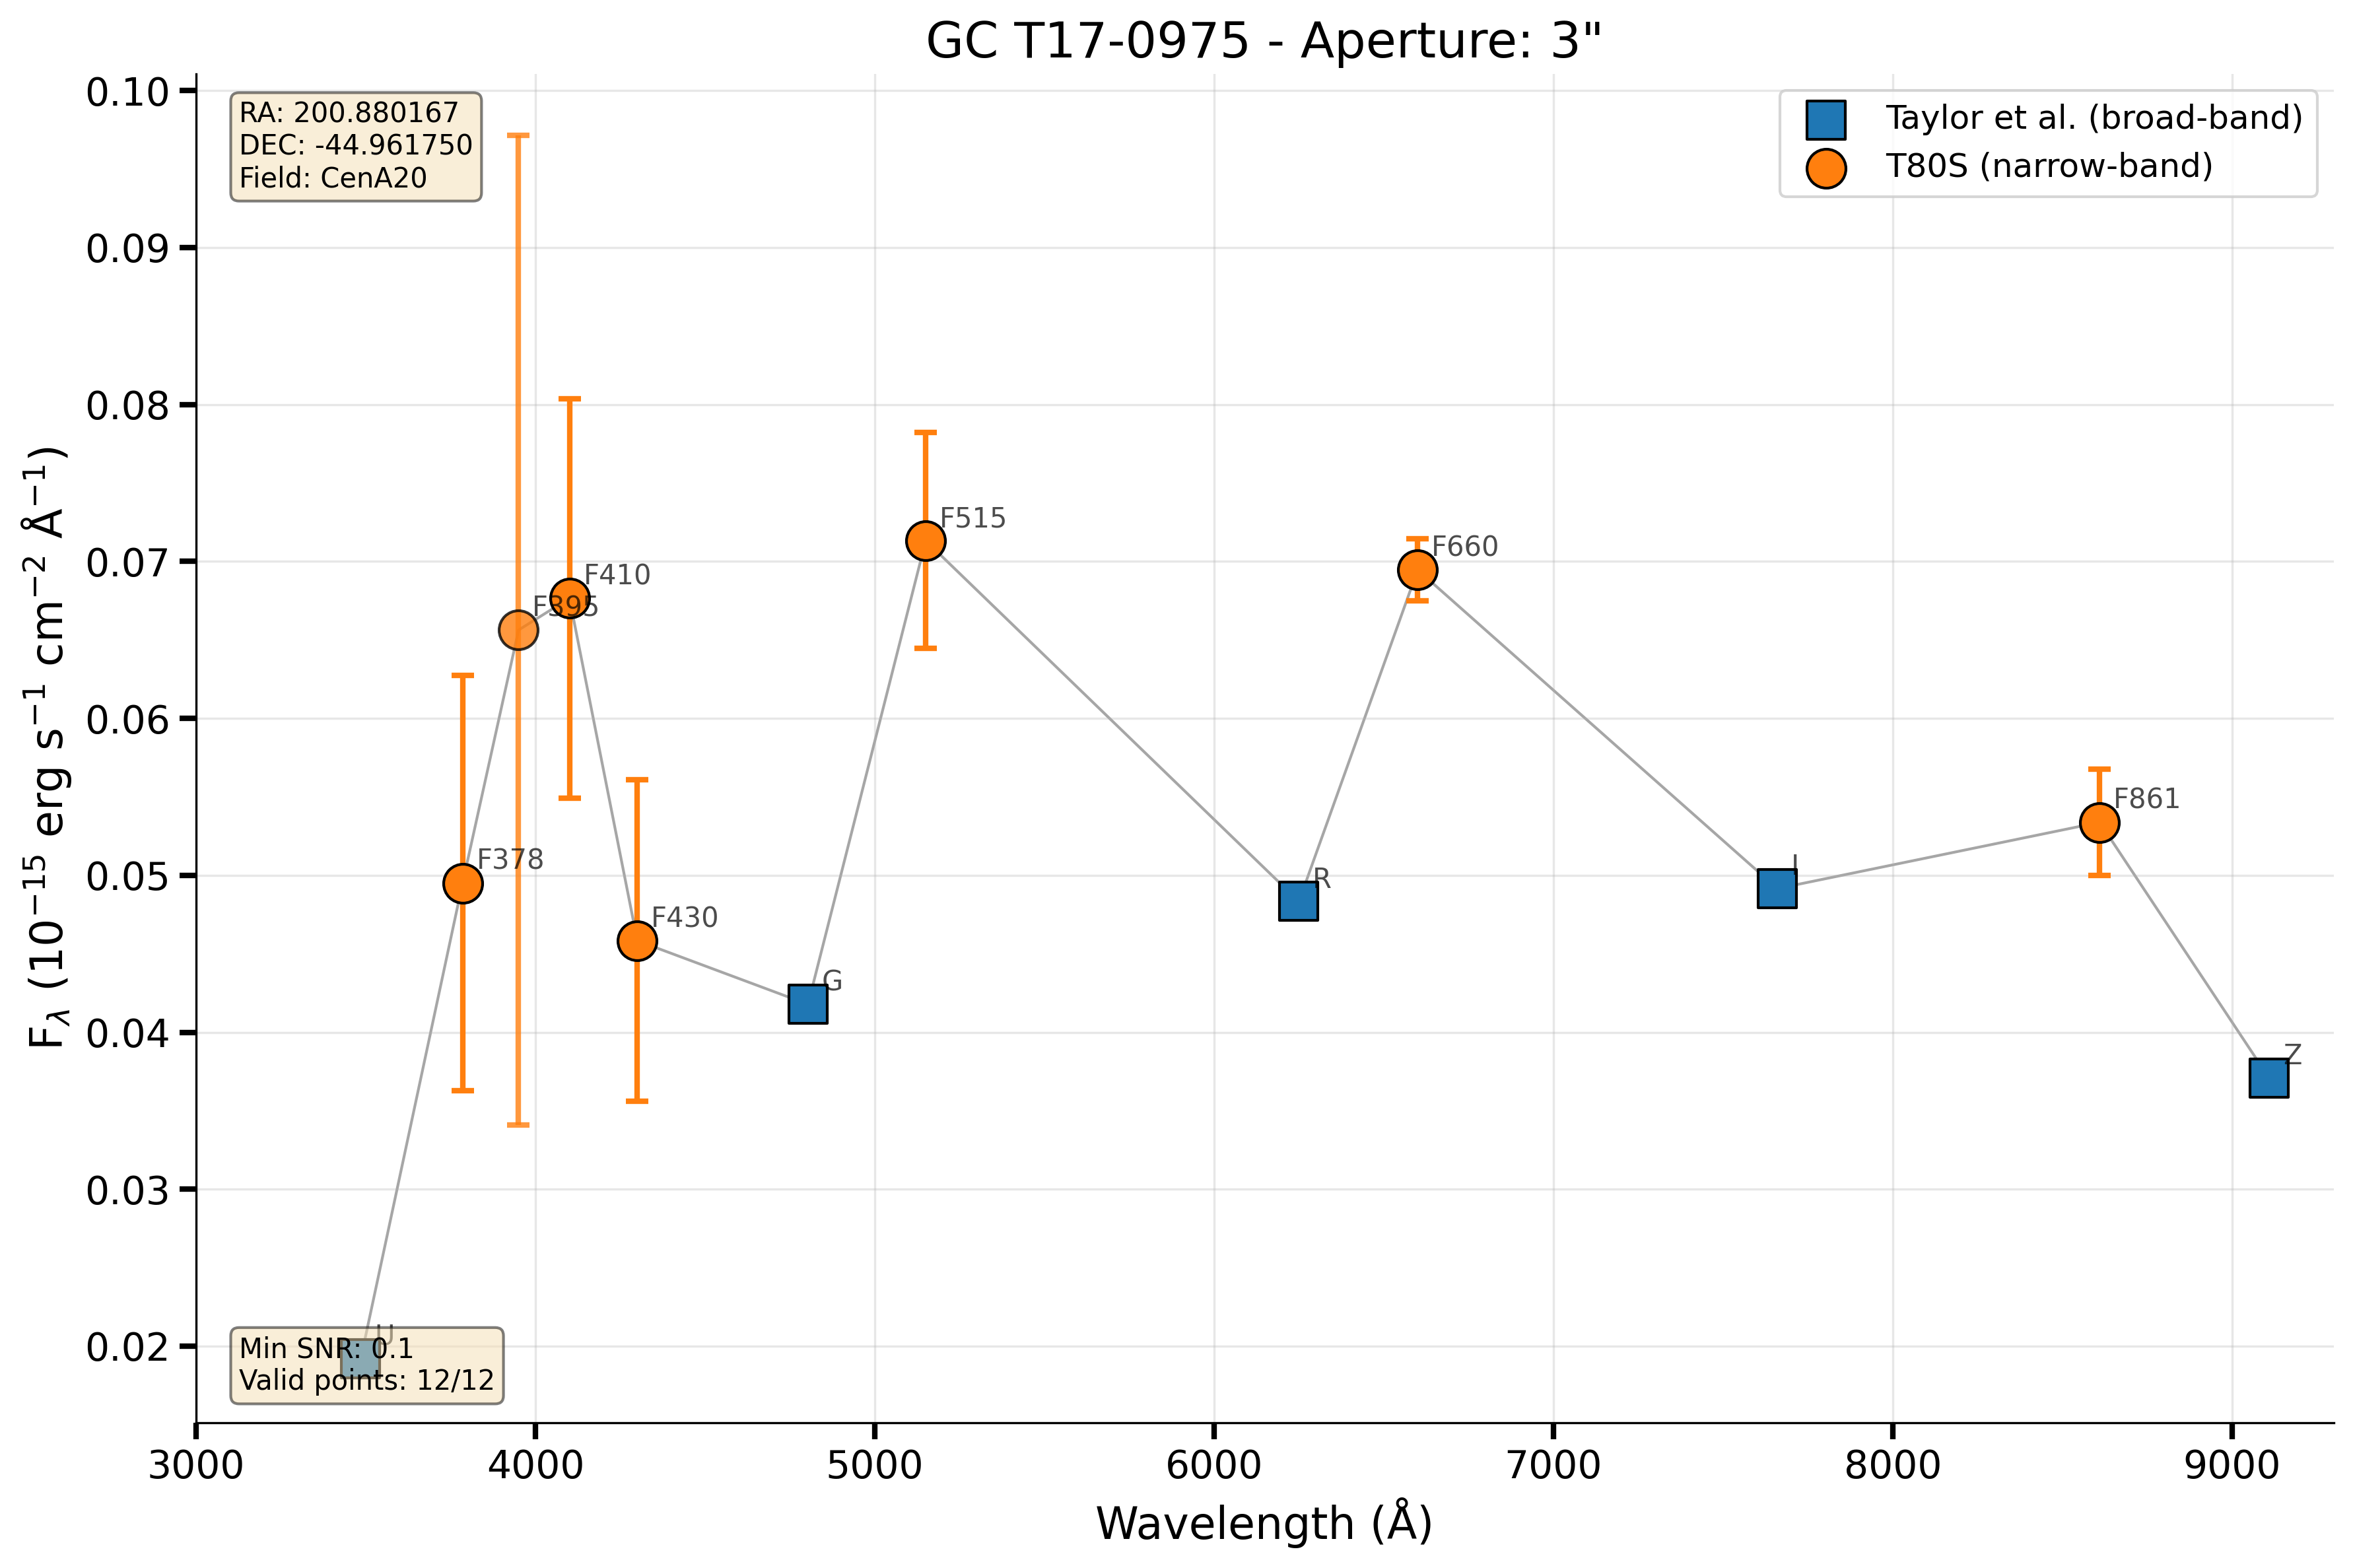 GC T17-0975 - Aperture: 3"
RA: 200.880167
DEC: -44.961750
Field: CenA20
Taylor et al. (broad-band)
T80S (narrow-band)
0.10
0.09
0.08
0.07
0.06
0.05
0.04
0.03
0.02
F_λ (10⁻¹⁵ erg s⁻¹ cm⁻² Å⁻¹)
U
F378
F395
F410
F430
G
F515
R
F660
I
F861
Z
Min SNR: 0.1
Valid points: 12/12
3000 4000 5000 6000 7000 8000 9000
Wavelength (Å)